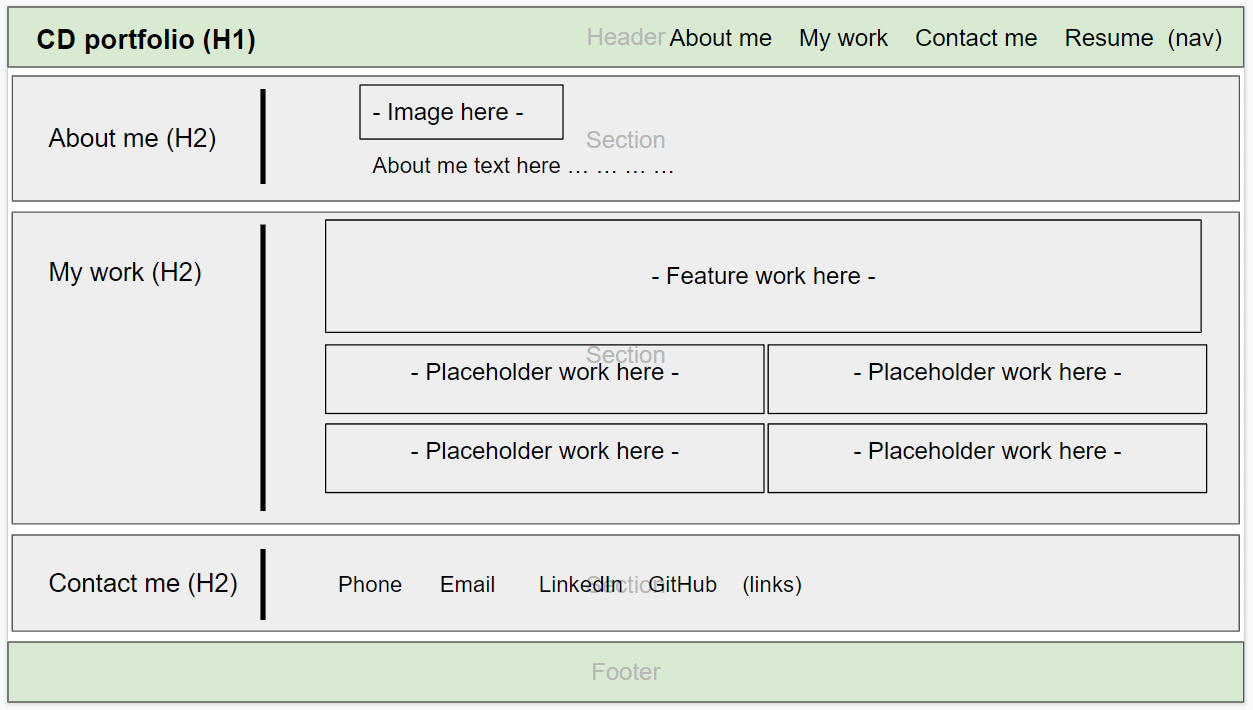 CD portfolio (H1) Header About me My work Contact me Resume (nav)
About me (H2)
- Image here -
Section
About me text here ... ... ... ...
My work (H2)
- Feature work here -
Section
- Placeholder work here - - Placeholder work here -
- Placeholder work here - - Placeholder work here -
Contact me (H2) Phone Email LinkedIn Section GitHub (links)
Footer